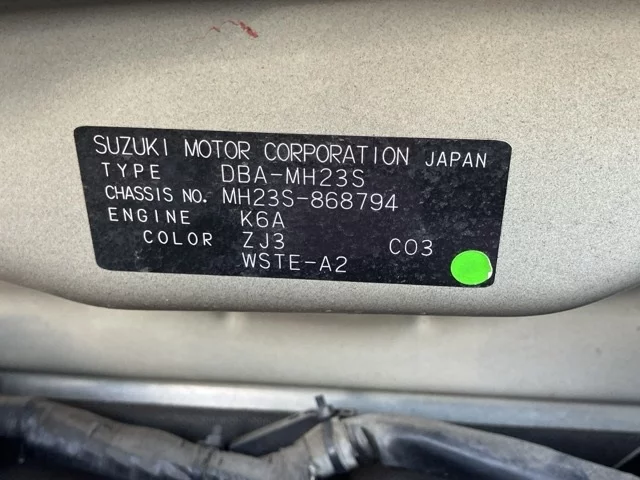 SUZUKI MOTOR CORPORATION JAPAN
TYPE DBA-MH23S
CHASSIS NO. MH23S-868794
ENGINE K6A
COLOR ZJ3 C03
WSTE-A2